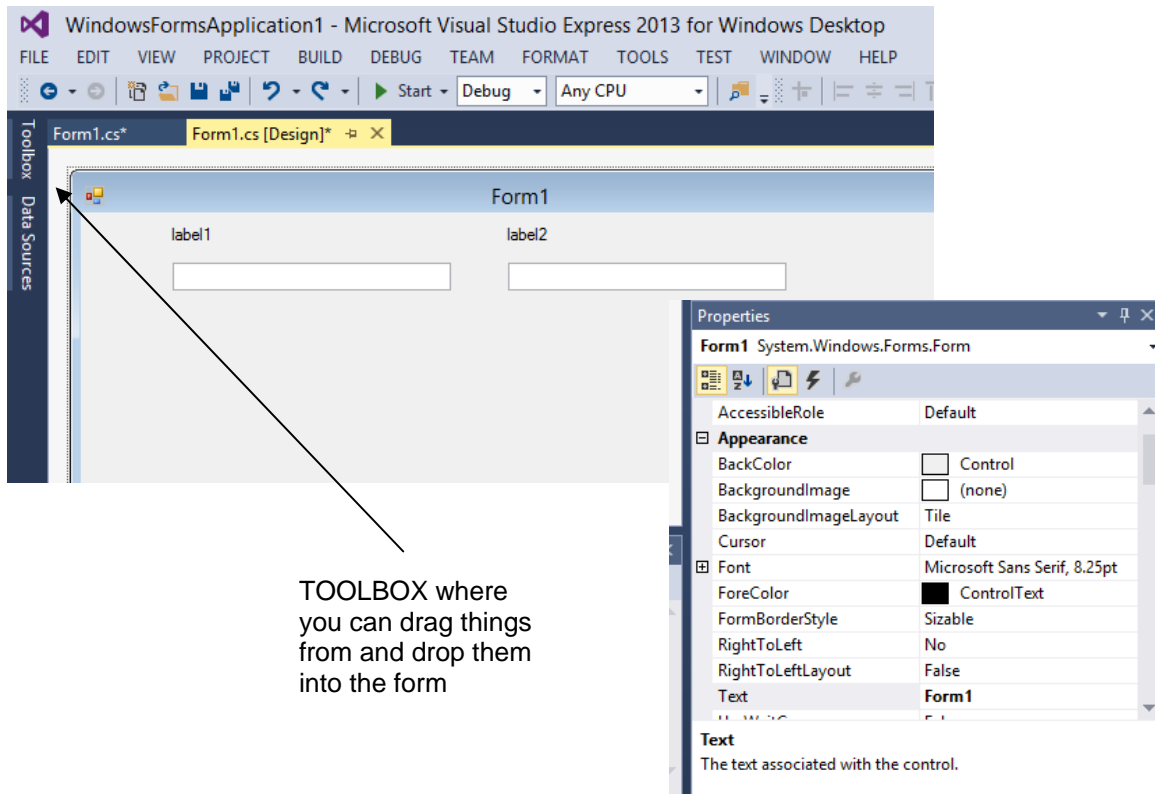 WindowsFormsApplication1 - Microsoft Visual Studio Express 2013 for Windows Desktop
FILE EDIT VIEW PROJECT BUILD DEBUG TEAM FORMAT TOOLS TEST WINDOW HELP
Start Debug Any CPU
Toolbox
Data Sources
Form1.cs* Form1.cs [Design]*
Form1
label1 label2
TOOLBOX where
you can drag things
from and drop them
into the form
Properties
Form1 System.Windows.Forms.Form
AccessibleRole Default
Appearance
BackColor Control
BackgroundImage (none)
BackgroundImageLayout Tile
Cursor Default
Font Microsoft Sans Serif, 8.25pt
ForeColor ControlText
FormBorderStyle Sizable
RightToLeft No
RightToLeftLayout False
Text Form1
Text
The text associated with the control.